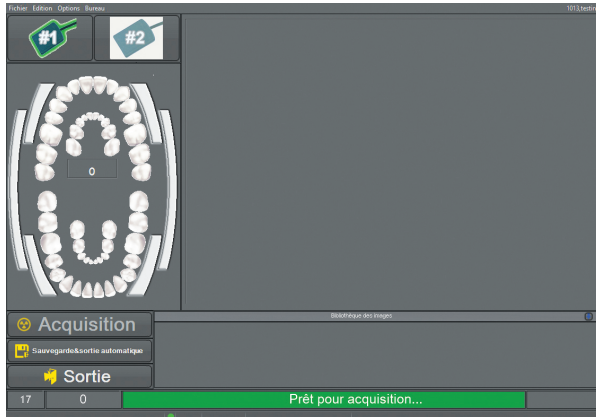 Fichier Edition Options Bureau
1013,testin
#1 #2
0
Acquisition
Bibliothèque des images
Sauvegarde&sortie automatique
Sortie
17 0 Prêt pour acquisition...